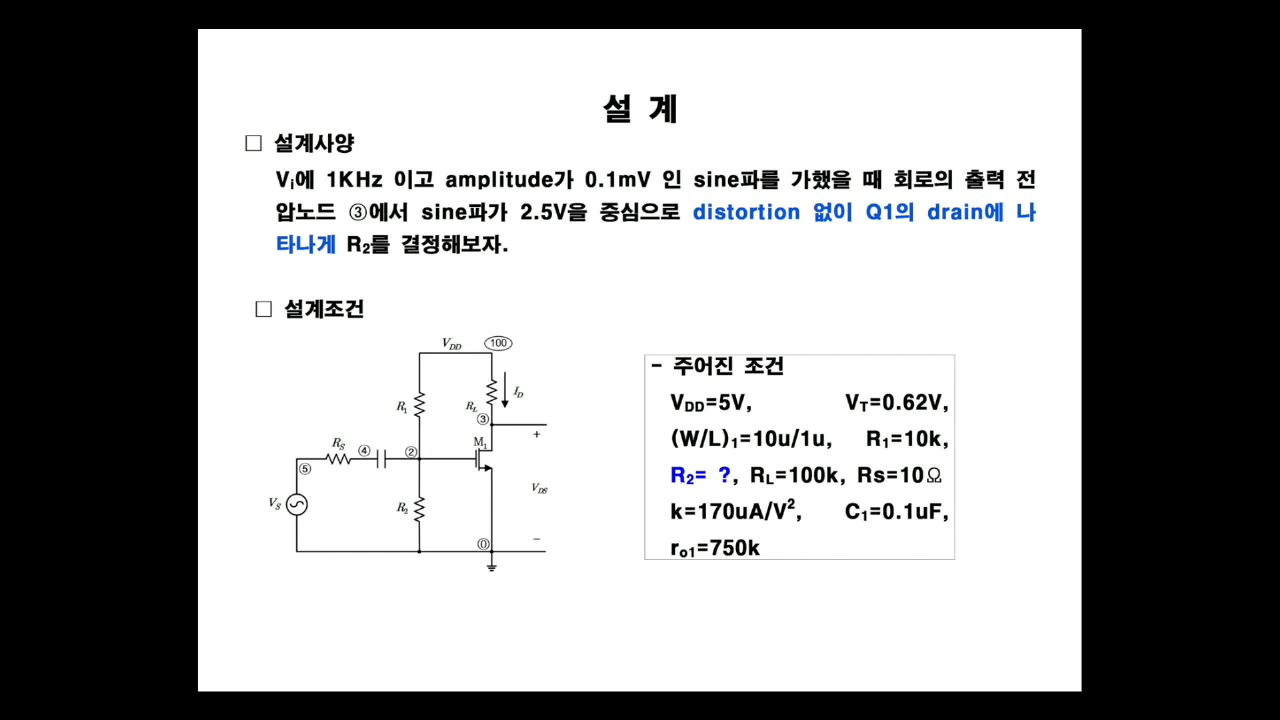 설 계
□ 설계사양
Vi에 1KHz 이고 amplitude가 0.1mV 인 sine파를 가했을 때 회로의 출력 전
압노드 ③에서 sine파가 2.5V을 중심으로 distortion 없이 Q1의 drain에 나
타나게 R2를 결정해보자.
□ 설계조건
VDD
100
R1
RL
ID
③
+
M1
RS
④
②
⑤
VS
R2
VDS
⓪
−
- 주어진 조건
VDD=5V, VT=0.62V,
(W/L)1=10u/1u, R1=10k,
R2= ?, RL=100k, Rs=10Ω
k=170uA/V², C1=0.1uF,
ro1=750k